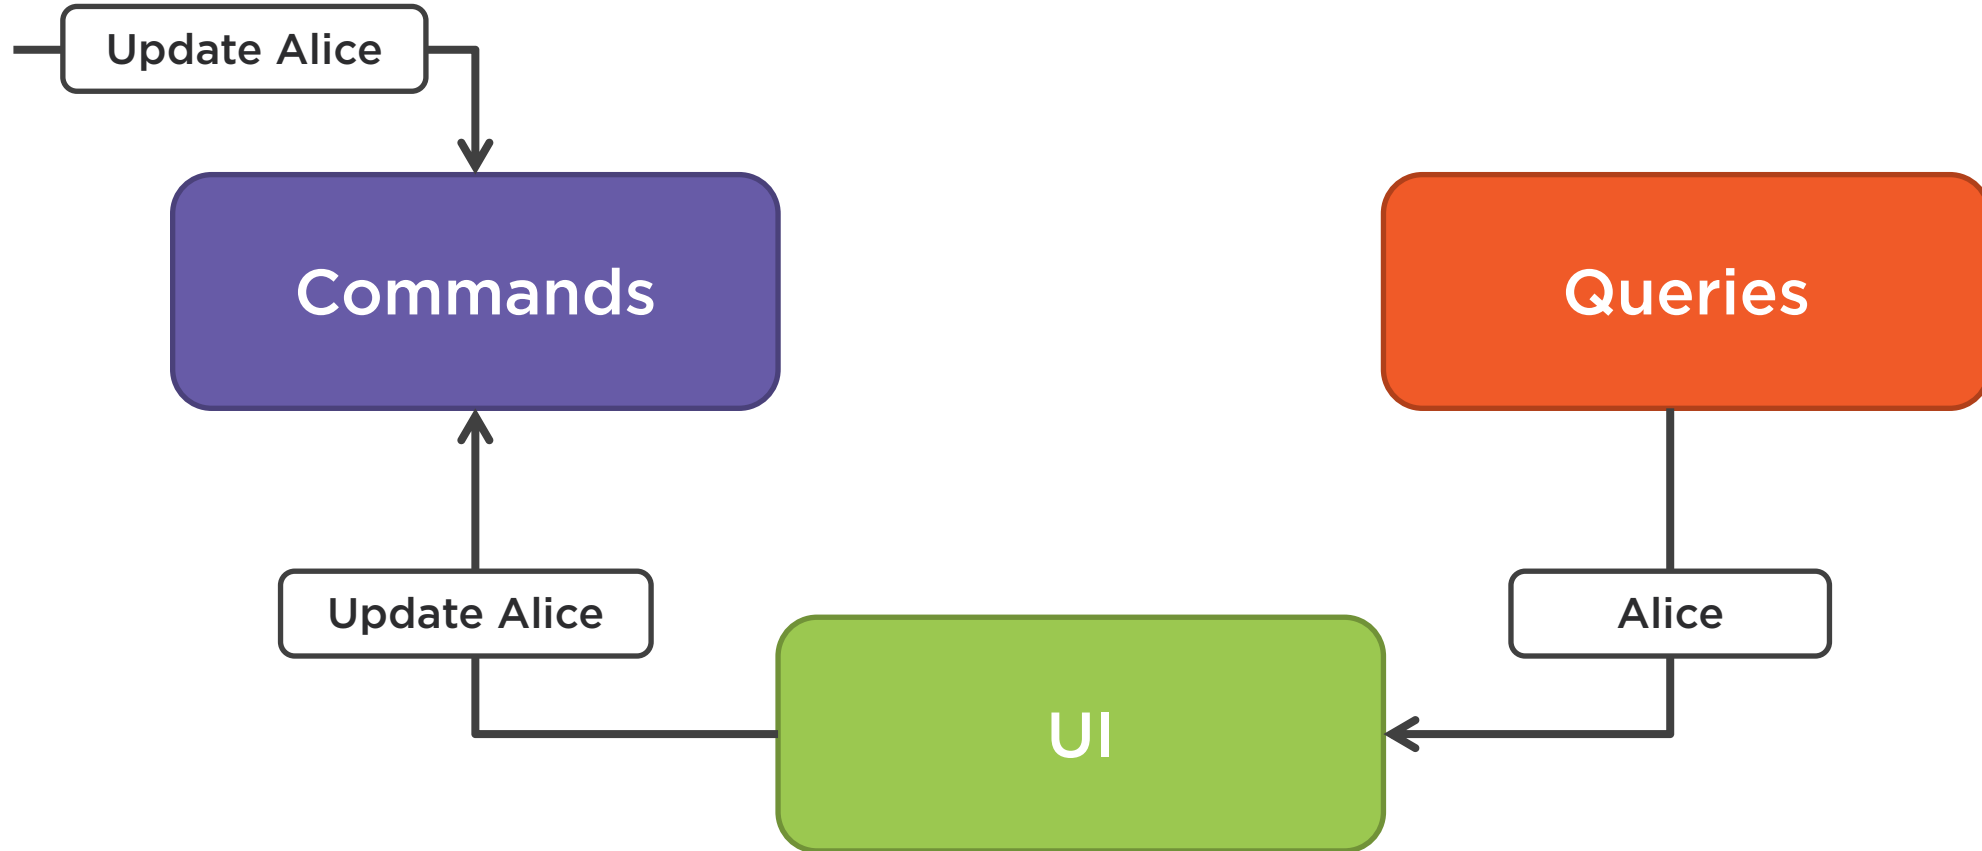 Update Alice
Commands
Queries
Update Alice
Alice
UI